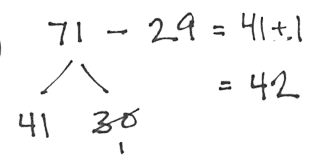 )
71 - 29 = 41 + 1
= 42
41 30
1